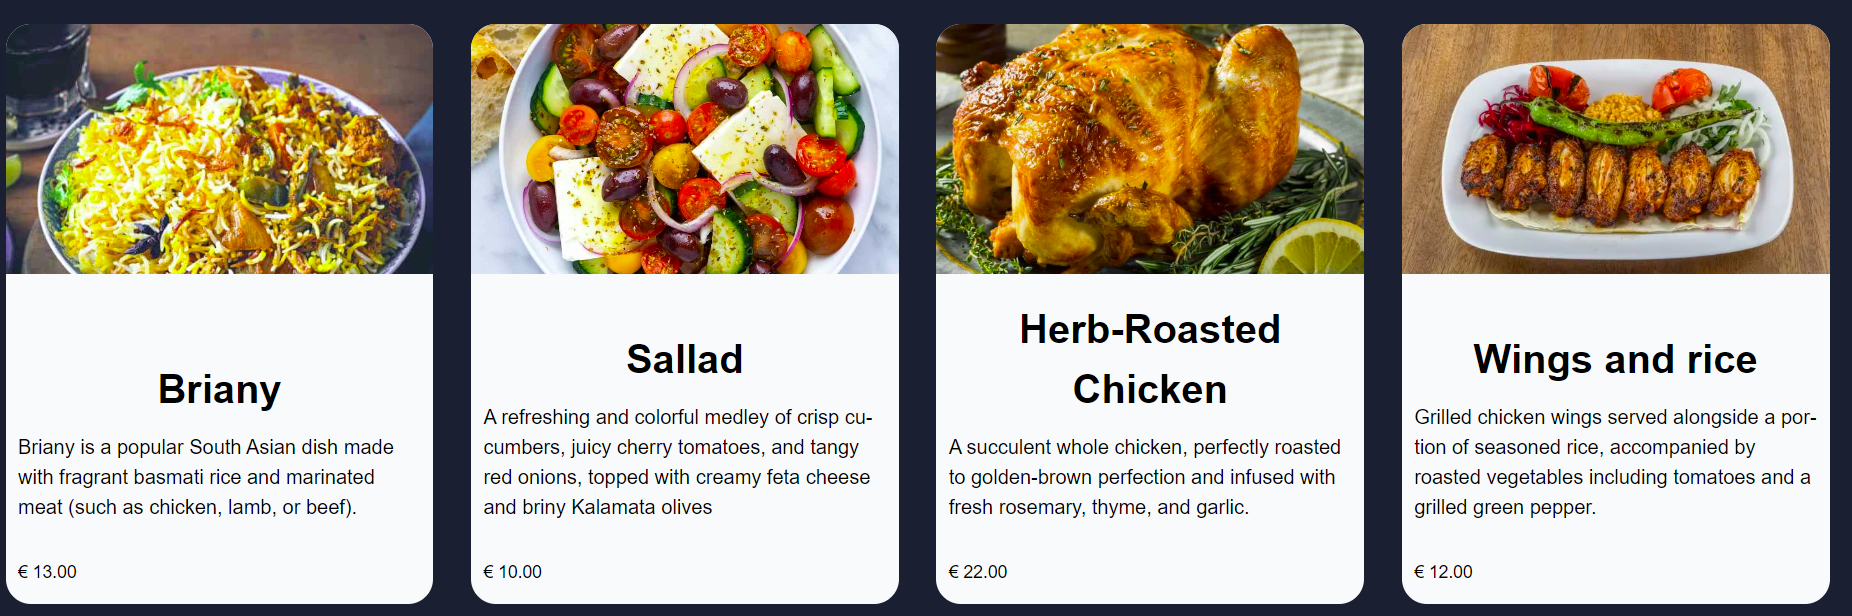 Briany
Briany is a popular South Asian dish made
with fragrant basmati rice and marinated
meat (such as chicken, lamb, or beef).
€ 13.00
Sallad
A refreshing and colorful medley of crisp cu-
cumbers, juicy cherry tomatoes, and tangy
red onions, topped with creamy feta cheese
and briny Kalamata olives
€ 10.00
Herb-Roasted
Chicken
A succulent whole chicken, perfectly roasted
to golden-brown perfection and infused with
fresh rosemary, thyme, and garlic.
€ 22.00
Wings and rice
Grilled chicken wings served alongside a por-
tion of seasoned rice, accompanied by
roasted vegetables including tomatoes and a
grilled green pepper.
€ 12.00